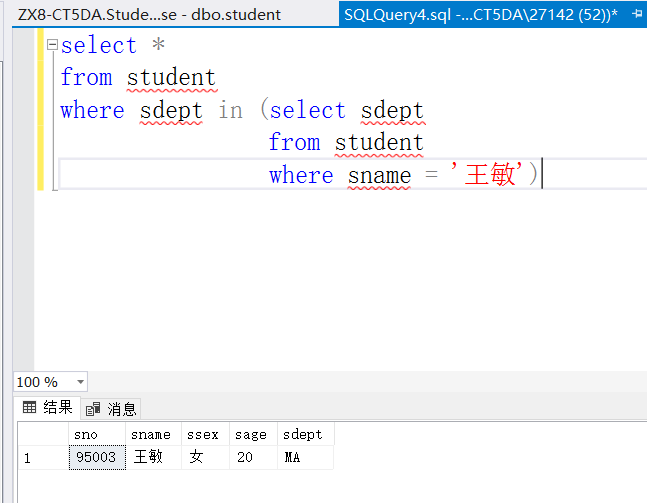 ZX8-CT5DA.Stude...se - dbo.student
SQLQuery4.sql -...CT5DA\27142 (52))*
select *
from student
where sdept in (select sdept
from student
where sname = '王敏')
100 %
结果
消息
sno sname ssex sage sdept
1 95003 王敏 女 20 MA